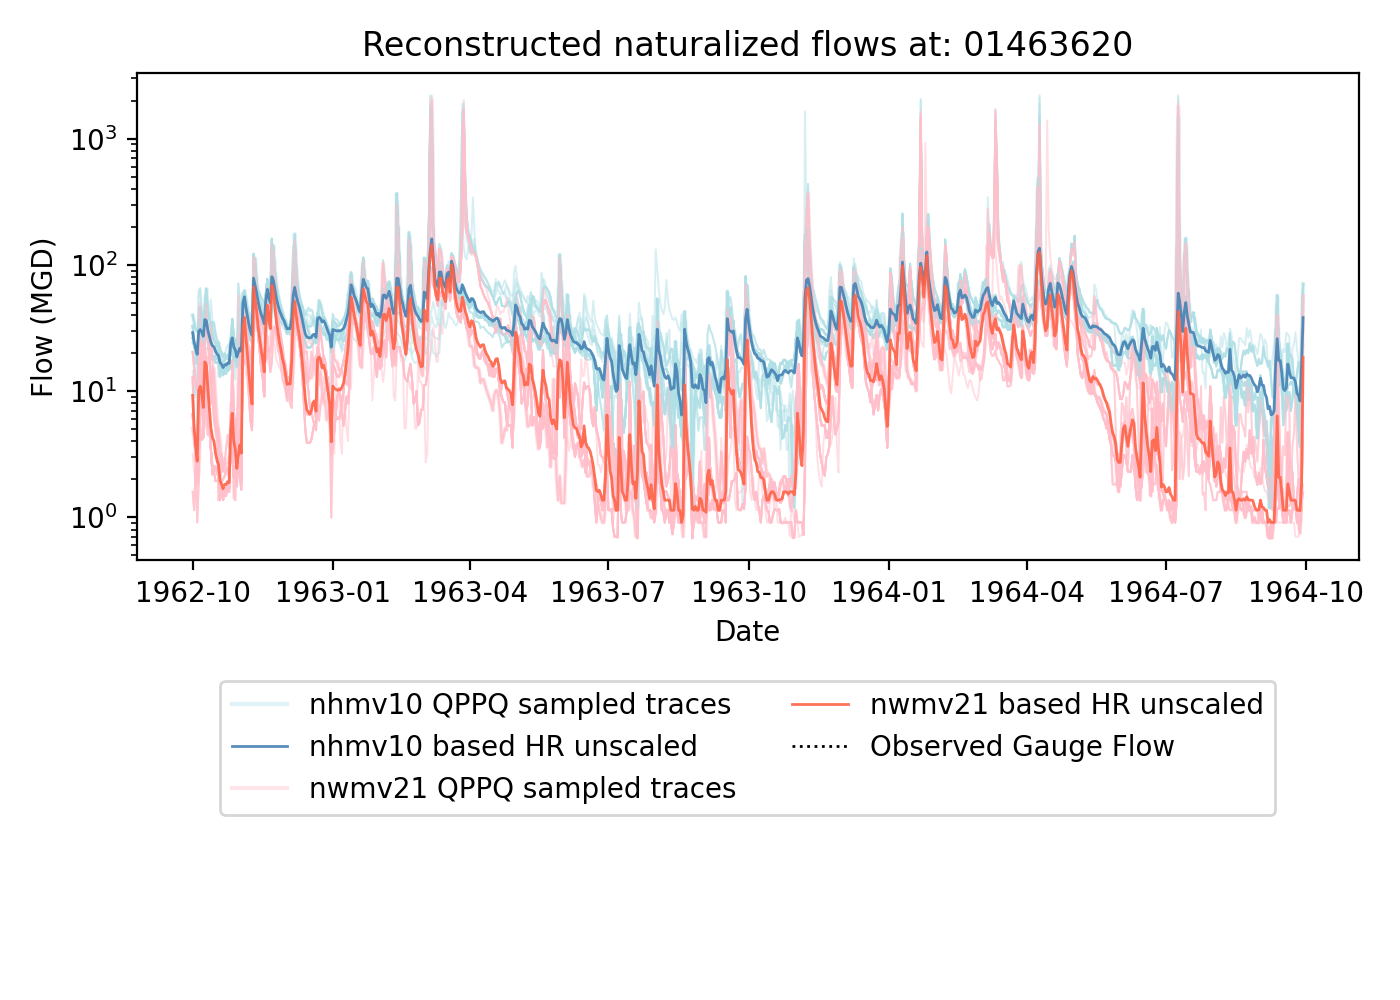 Reconstructed naturalized flows at: 01463620
Flow (MGD)
10³
10²
10¹
10⁰
1962-10 1963-01 1963-04 1963-07 1963-10 1964-01 1964-04 1964-07 1964-10
Date
nhmv10 QPPQ sampled traces
nhmv10 based HR unscaled
nwmv21 QPPQ sampled traces
nwmv21 based HR unscaled
Observed Gauge Flow